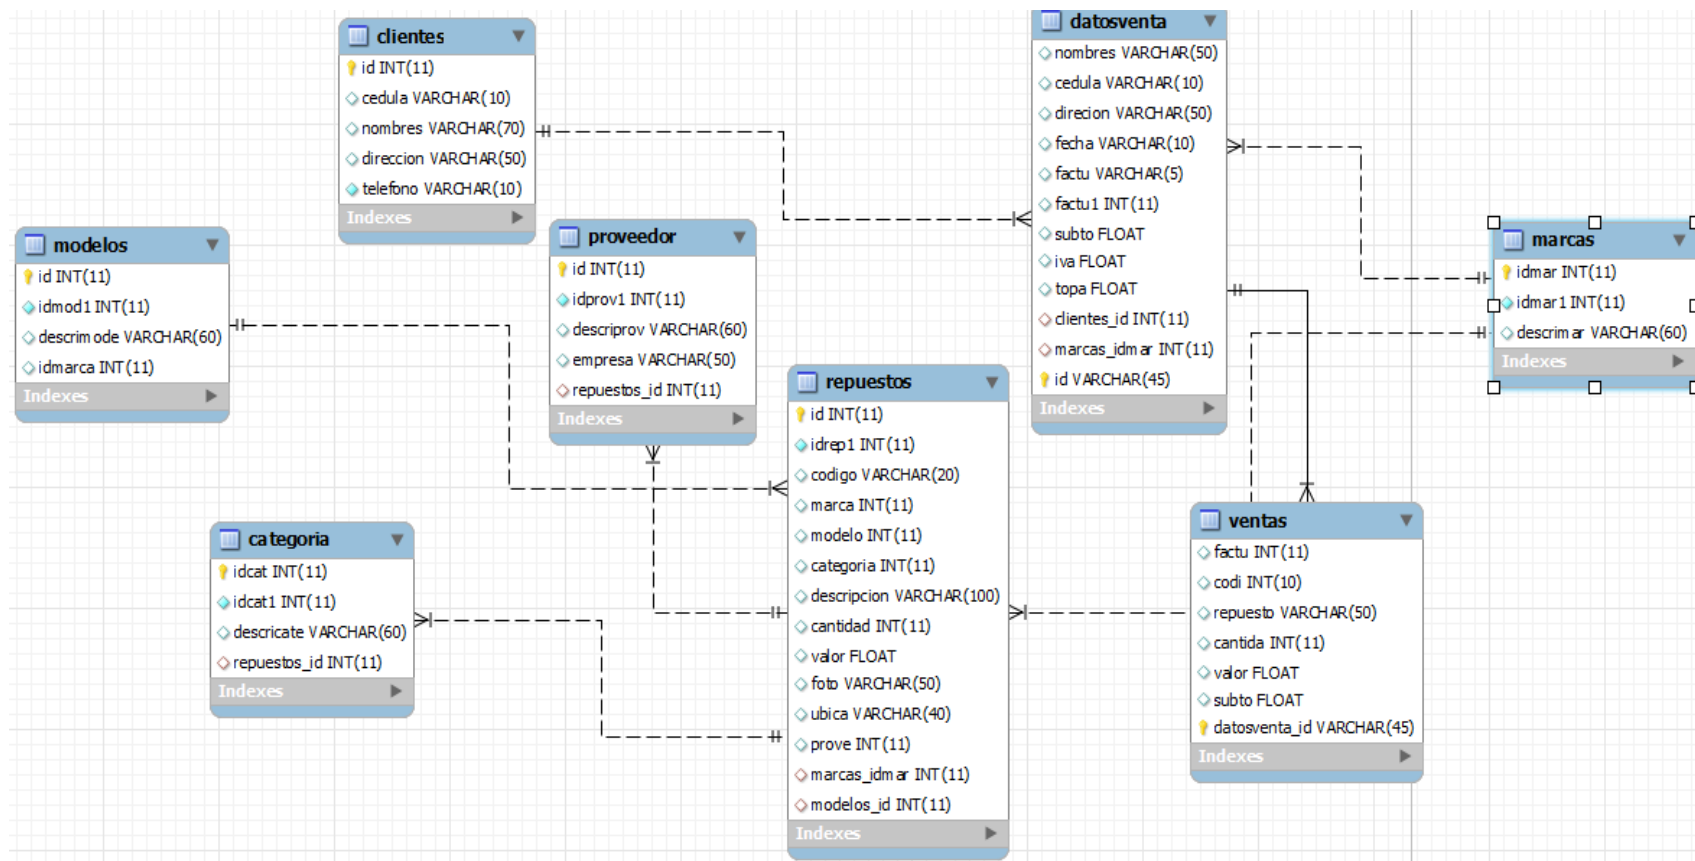 clientes
id INT(11)
cedula VARCHAR(10)
nombres VARCHAR(70)
direccion VARCHAR(50)
telefono VARCHAR(10)
Indexes
datosventa
nombres VARCHAR(50)
cedula VARCHAR(10)
direcion VARCHAR(50)
fecha VARCHAR(10)
factu VARCHAR(5)
factu1 INT(11)
subto FLOAT
iva FLOAT
topa FLOAT
clientes_id INT(11)
marcas_idmar INT(11)
id VARCHAR(45)
Indexes
modelos
id INT(11)
idmod1 INT(11)
descrimode VARCHAR(60)
idmarca INT(11)
Indexes
proveedor
id INT(11)
idprov1 INT(11)
descriprov VARCHAR(60)
empresa VARCHAR(50)
repuestos_id INT(11)
Indexes
marcas
idmar INT(11)
idmar1 INT(11)
descrimar VARCHAR(60)
Indexes
repuestos
id INT(11)
idrep1 INT(11)
codigo VARCHAR(20)
marca INT(11)
modelo INT(11)
categoria INT(11)
descripcion VARCHAR(100)
cantidad INT(11)
valor FLOAT
foto VARCHAR(50)
ubica VARCHAR(40)
prove INT(11)
marcas_idmar INT(11)
modelos_id INT(11)
Indexes
categoria
idcat INT(11)
idcat1 INT(11)
descricate VARCHAR(60)
repuestos_id INT(11)
Indexes
ventas
factu INT(11)
codi INT(10)
repuesto VARCHAR(50)
cantida INT(11)
valor FLOAT
subto FLOAT
datosventa_id VARCHAR(45)
Indexes